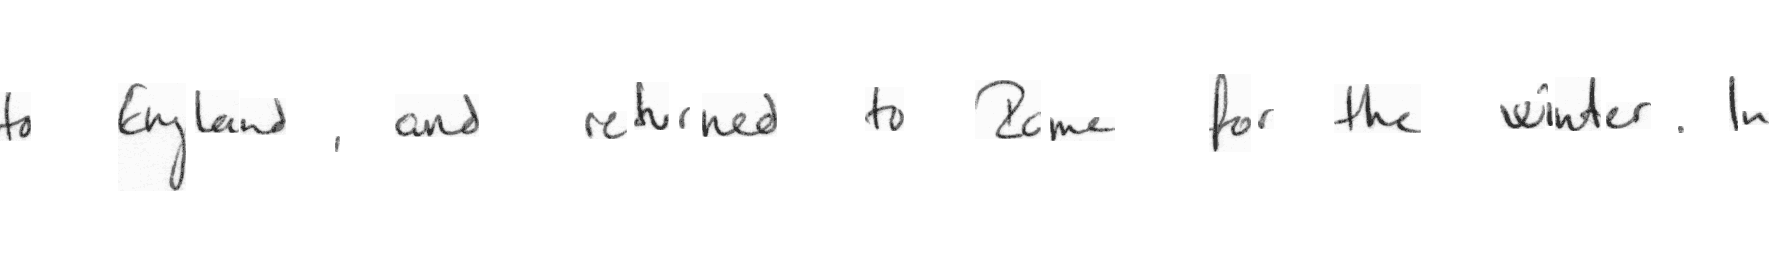 to England, and returned to Rome for the winter. In